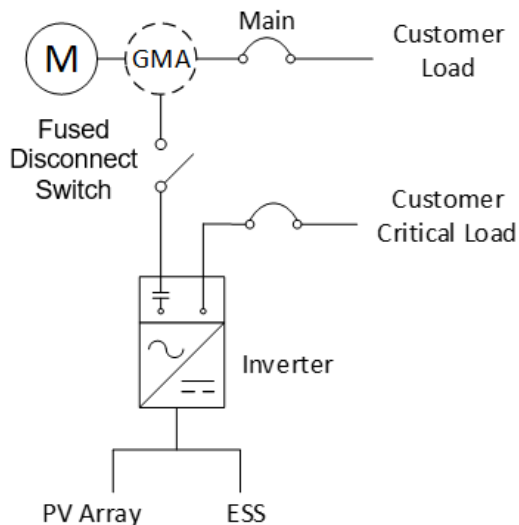 Main
M
GMA
Customer
Load
Fused
Disconnect
Switch
Customer
Critical Load
Inverter
PV Array
ESS